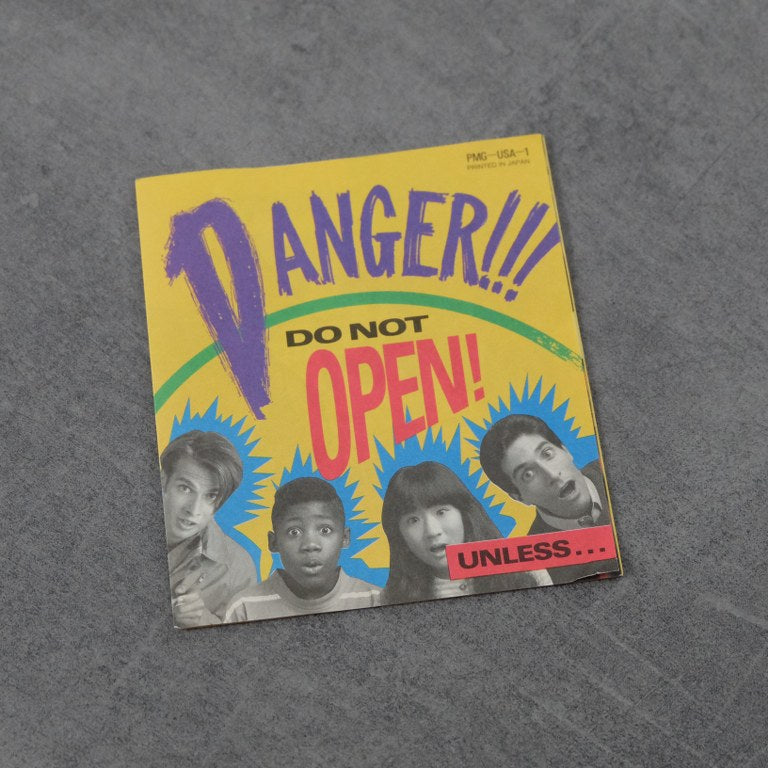 PMG-USA-1
PRINTED IN JAPAN
DANGER!!!
DO NOT
OPEN!
UNLESS...